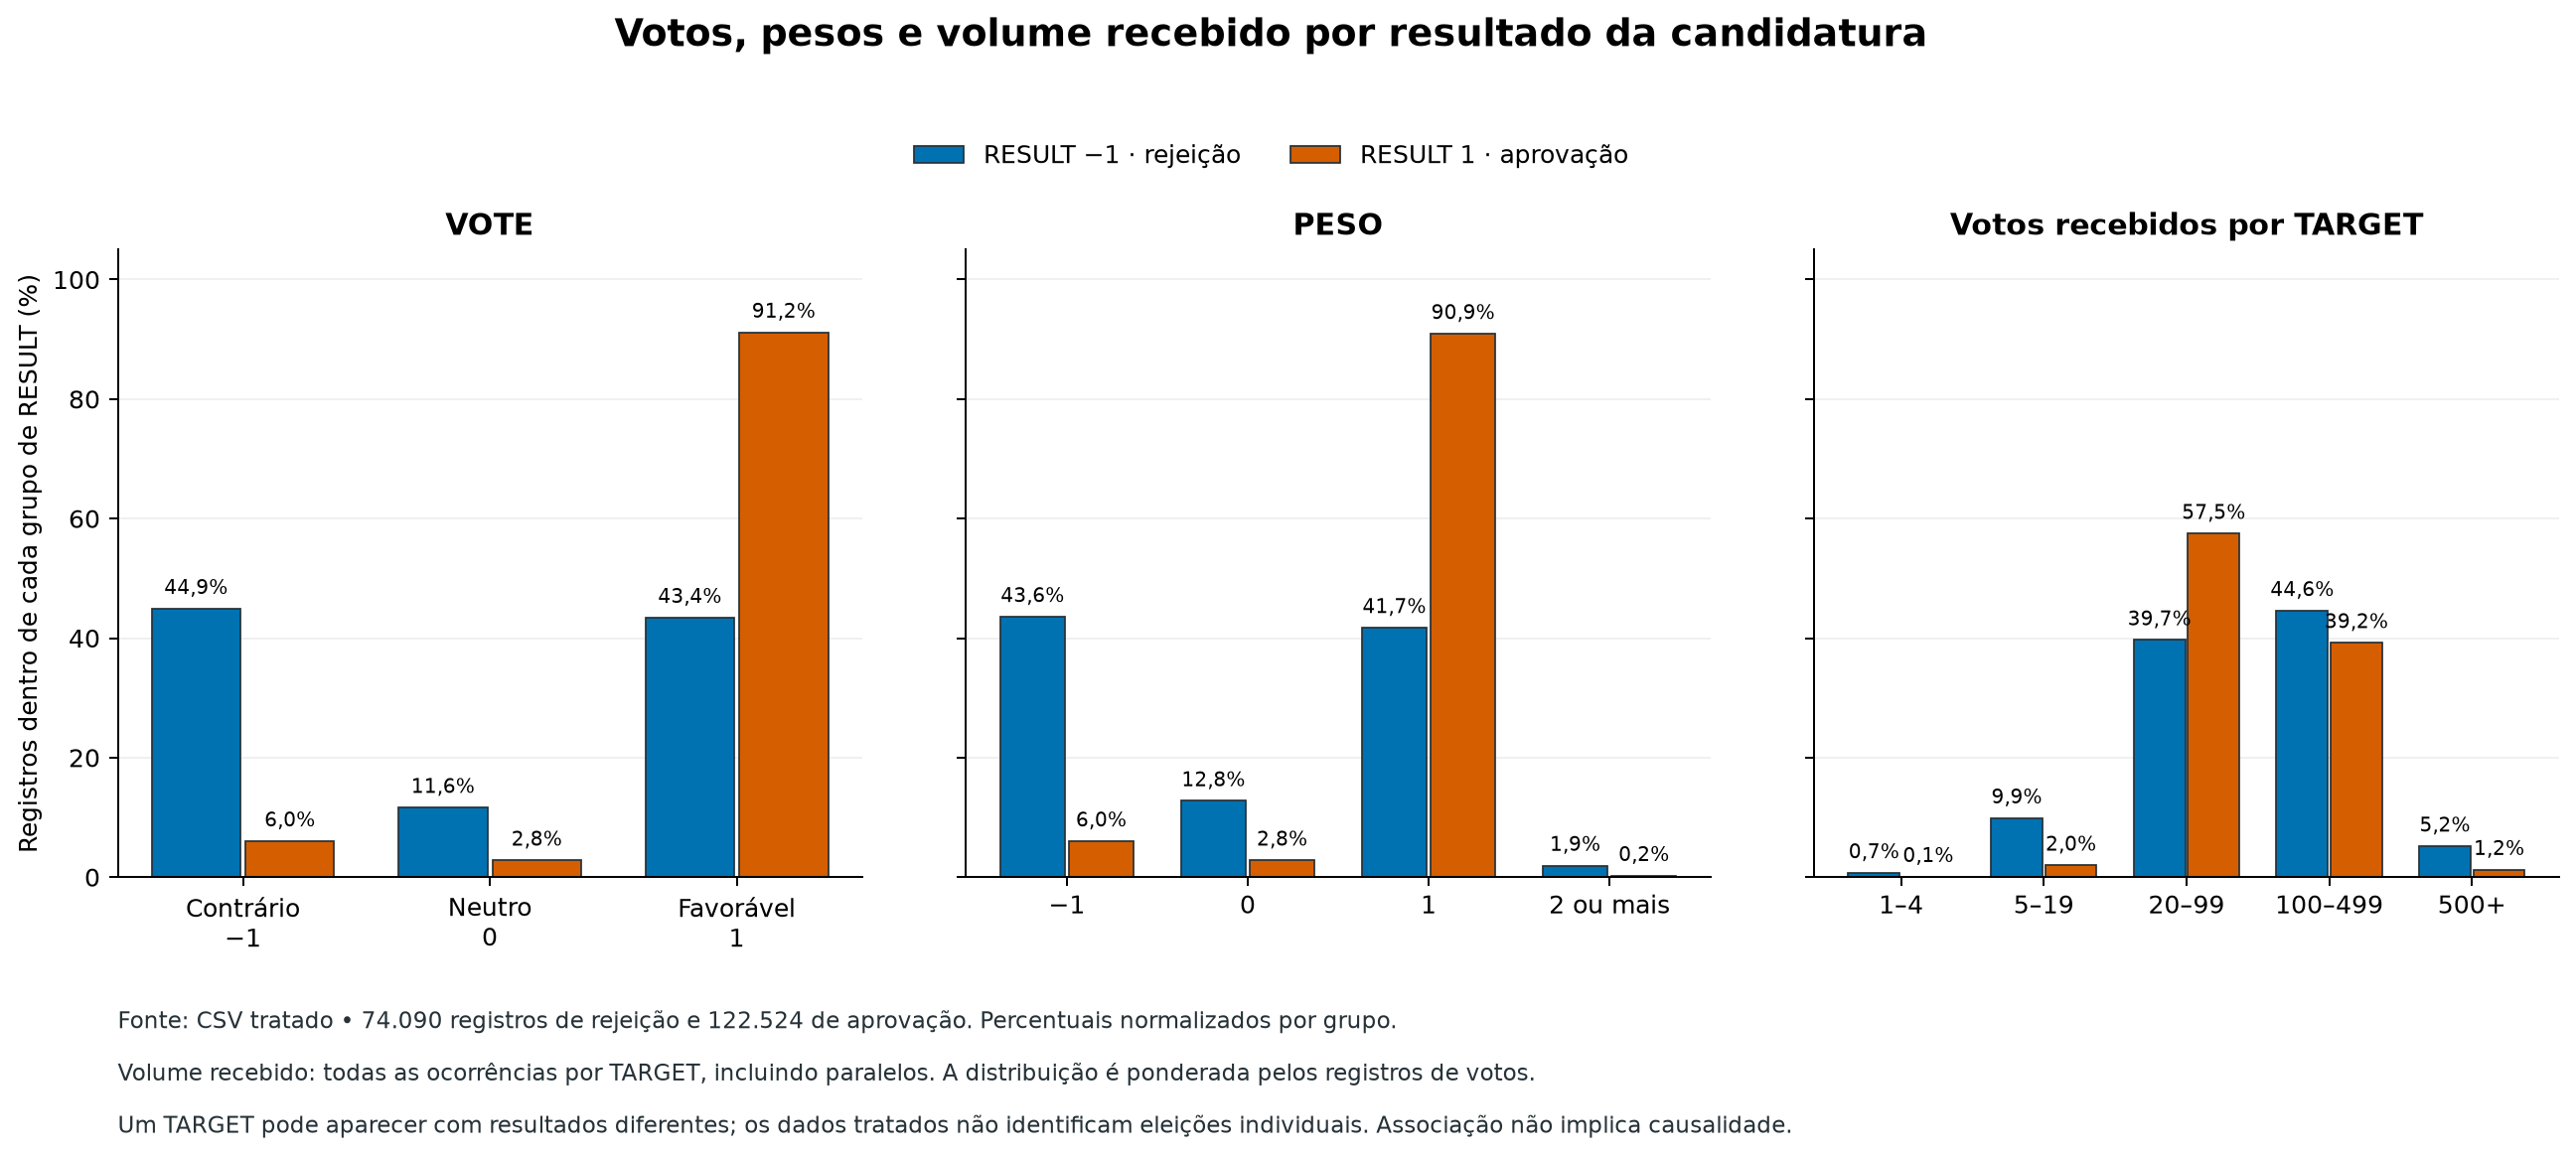 Votos, pesos e volume recebido por resultado da candidatura
RESULT −1 · rejeição
RESULT 1 · aprovação
VOTE
Registros dentro de cada grupo de RESULT (%)
100
80
60
40
20
0
44,9%
6,0%
11,6%
2,8%
43,4%
91,2%
Contrário
−1
Neutro
0
Favorável
1
PESO
43,6%
6,0%
12,8%
2,8%
41,7%
90,9%
1,9%
0,2%
−1
0
1
2 ou mais
Votos recebidos por TARGET
0,7%
0,1%
9,9%
2,0%
39,7%
57,5%
44,6%
39,2%
5,2%
1,2%
1–4
5–19
20–99
100–499
500+
Fonte: CSV tratado • 74.090 registros de rejeição e 122.524 de aprovação. Percentuais normalizados por grupo.
Volume recebido: todas as ocorrências por TARGET, incluindo paralelos. A distribuição é ponderada pelos registros de votos.
Um TARGET pode aparecer com resultados diferentes; os dados tratados não identificam eleições individuais. Associação não implica causalidade.